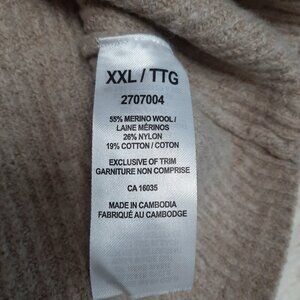 XXL / TTG
2707004
55% MERINO WOOL /
LAINE MÉRINOS
26% NYLON
19% COTTON / COTON
EXCLUSIVE OF TRIM
GARNITURE NON COMPRISE
CA 16035
MADE IN CAMBODIA
FABRIQUÉ AU CAMBODGE